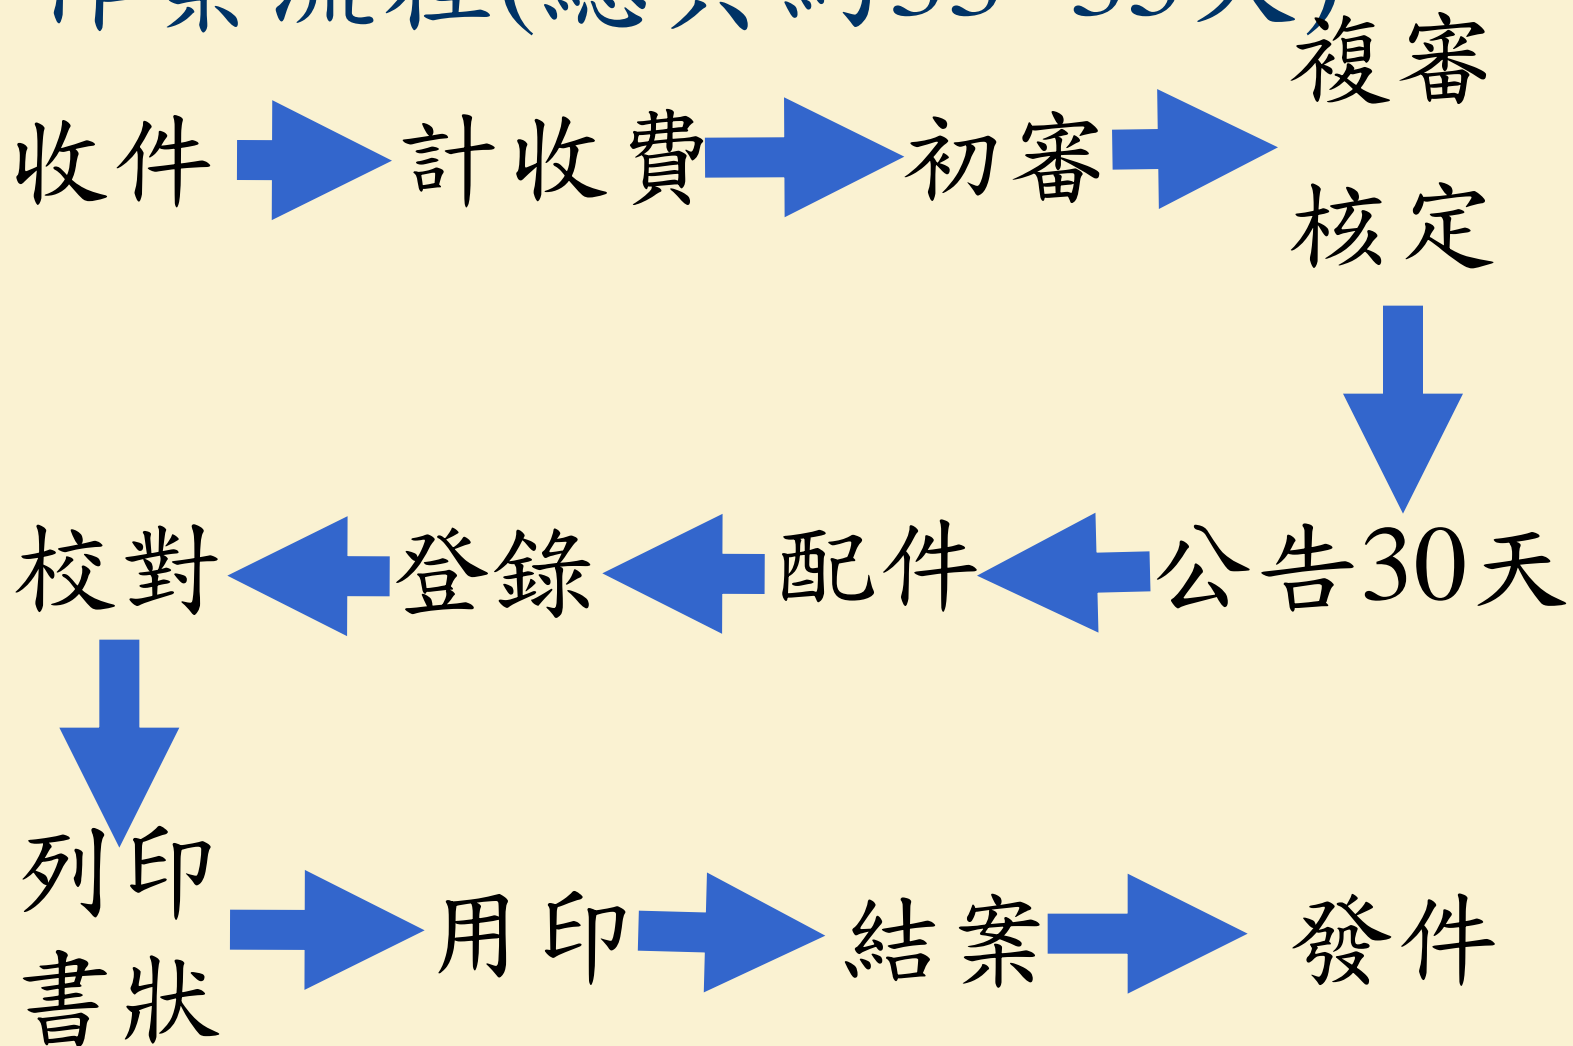 收件 計收費 初審 複審
核定
校對 登錄 配件 公告30天
列印 用印 結案 發件
書狀